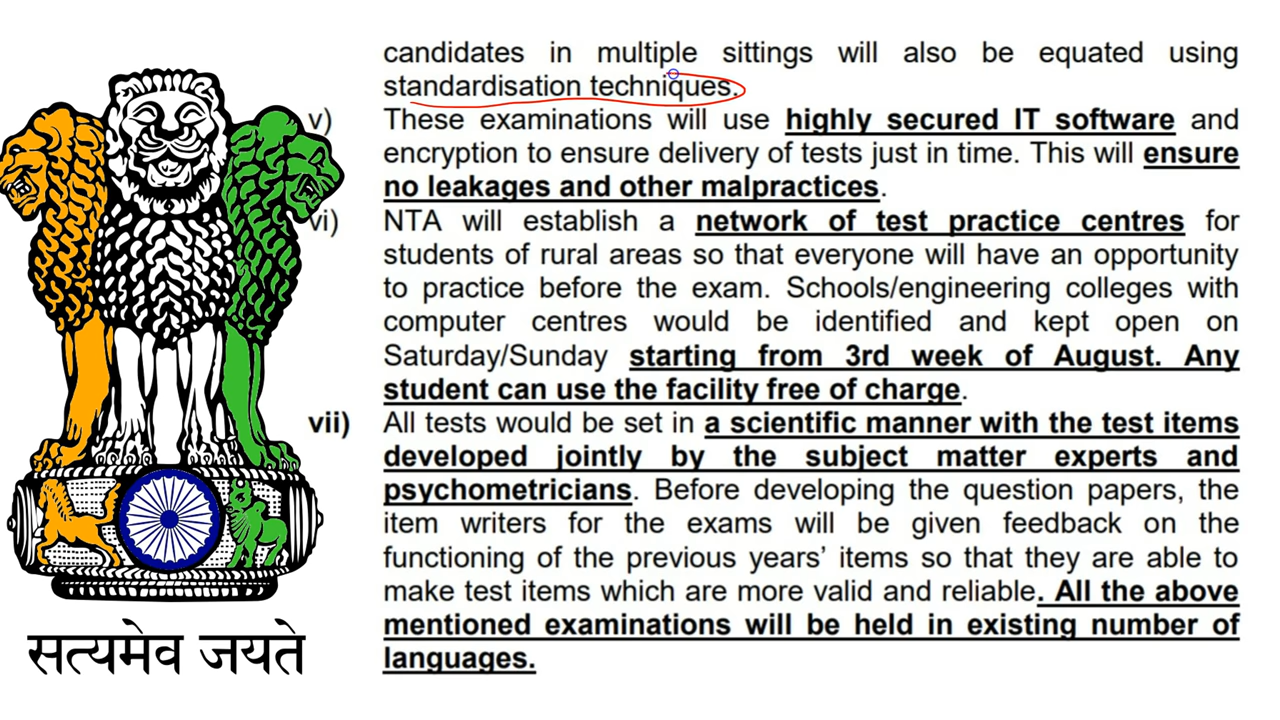 candidates in multiple sittings will also be equated using
standardisation techniques.
v) These examinations will use highly secured IT software and
encryption to ensure delivery of tests just in time. This will ensure
no leakages and other malpractices.
vi) NTA will establish a network of test practice centres for
students of rural areas so that everyone will have an opportunity
to practice before the exam. Schools/engineering colleges with
computer centres would be identified and kept open on
Saturday/Sunday starting from 3rd week of August. Any
student can use the facility free of charge.
vii) All tests would be set in a scientific manner with the test items
developed jointly by the subject matter experts and
psychometricians. Before developing the question papers, the
item writers for the exams will be given feedback on the
functioning of the previous years’ items so that they are able to
make test items which are more valid and reliable. All the above
mentioned examinations will be held in existing number of
languages.
सत्यमेव जयते